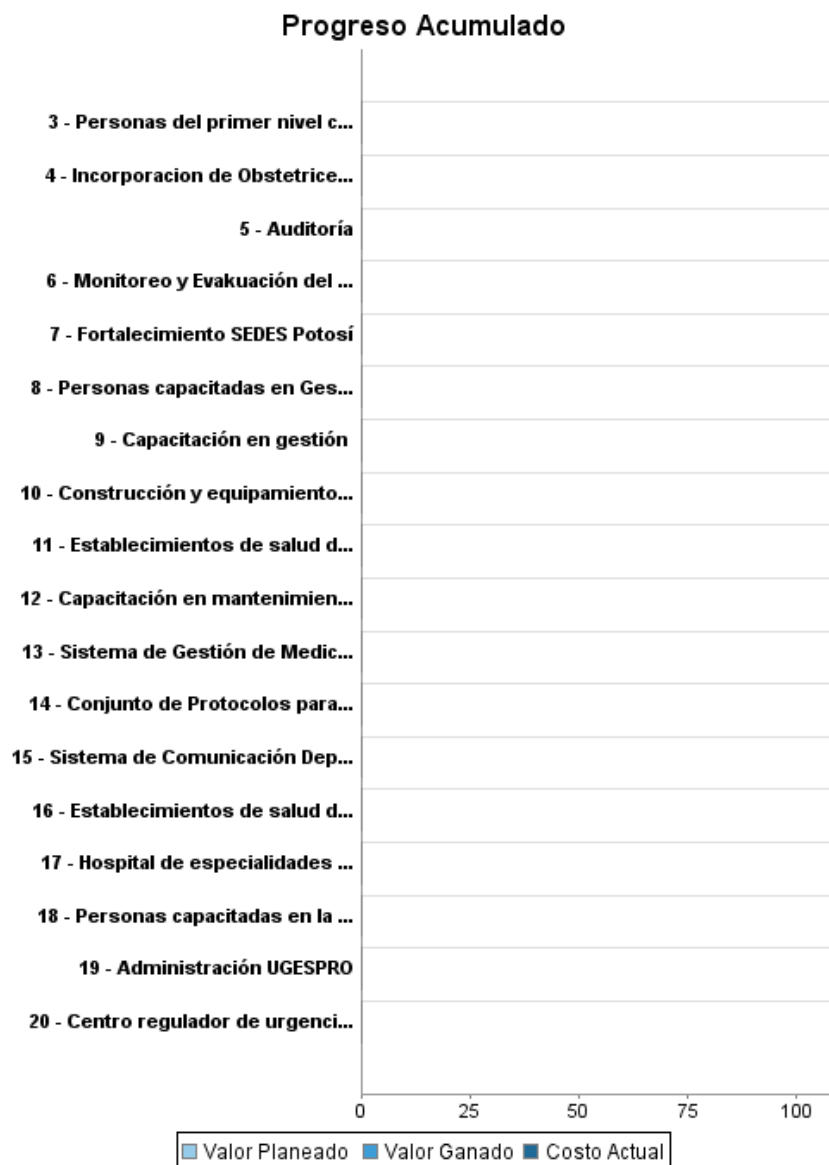 Progreso Acumulado
3 - Personas del primer nivel c...
4 - Incorporacion de Obstetrice...
5 - Auditoría
6 - Monitoreo y Evakuación del ...
7 - Fortalecimiento SEDES Potosí
8 - Personas capacitadas en Ges...
9 - Capacitación en gestión
10 - Construcción y equipamiento...
11 - Establecimientos de salud d...
12 - Capacitación en mantenimien...
13 - Sistema de Gestión de Medic...
14 - Conjunto de Protocolos para...
15 - Sistema de Comunicación Dep...
16 - Establecimientos de salud d...
17 - Hospital de especialidades ...
18 - Personas capacitadas en la ...
19 - Administración UGESPRO
20 - Centro regulador de urgenci...
0 25 50 75 100
Valor Planeado Valor Ganado Costo Actual